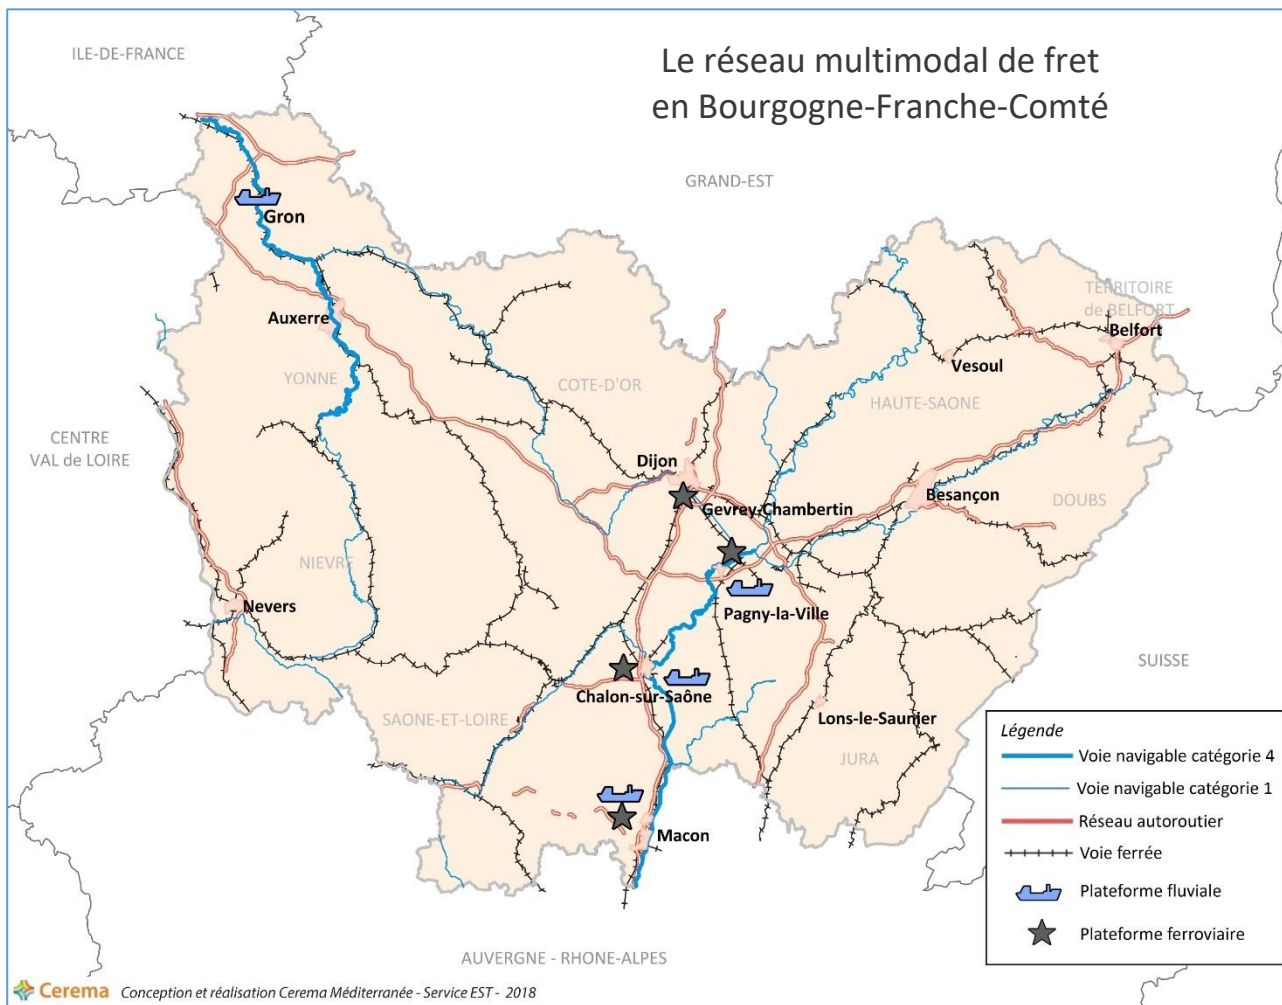 Le réseau multimodal de fret
en Bourgogne-Franche-Comté
ILE-DE-FRANCE
GRAND-EST
Gron
TERRITOIRE
de BELFORT
Belfort
Auxerre
Vesoul
YONNE
COTE-D'OR
HAUTE-SAONE
CENTRE
VAL de LOIRE
Dijon
Besançon
DOUBS
Gevrey-Chambertin
NIEVRE
Nevers
Pagny-la-Ville
SUISSE
Chalon-sur-Saône
SAONE-ET-LOIRE
Lons-le-Saunier
JURA
Macon
AUVERGNE - RHONE-ALPES
Légende
Voie navigable catégorie 4
Voie navigable catégorie 1
Réseau autoroutier
Voie ferrée
Plateforme fluviale
Plateforme ferroviaire
Cerema Conception et réalisation Cerema Méditerranée - Service EST - 2018